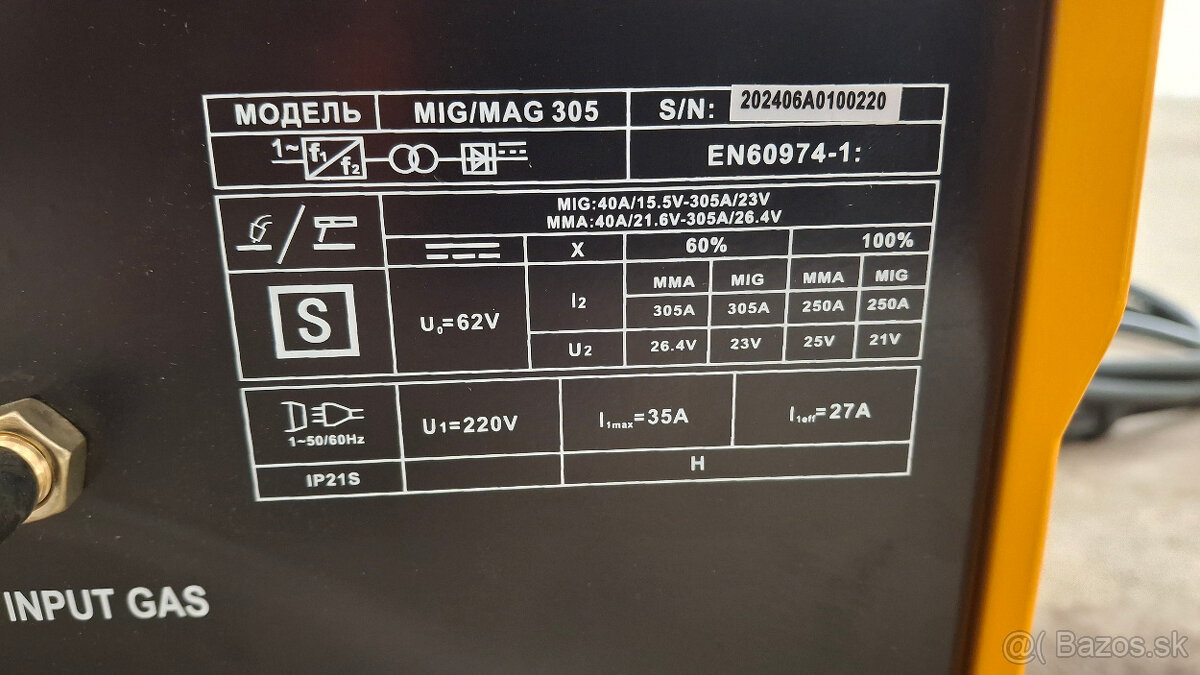 МОДЕЛЬ MIG/MAG 305 S/N: 202406A0100220
1~ f₁ f₂ EN60974-1:
MIG:40A/15.5V-305A/23V
MMA:40A/21.6V-305A/26.4V
X 60% 100%
MMA MIG MMA MIG
S U₀=62V I₂ 305A 305A 250A 250A
U₂ 26.4V 23V 25V 21V
1~50/60Hz U₁=220V I₁max=35A I₁eff=27A
IP21S H
INPUT GAS
@( Bazos.sk